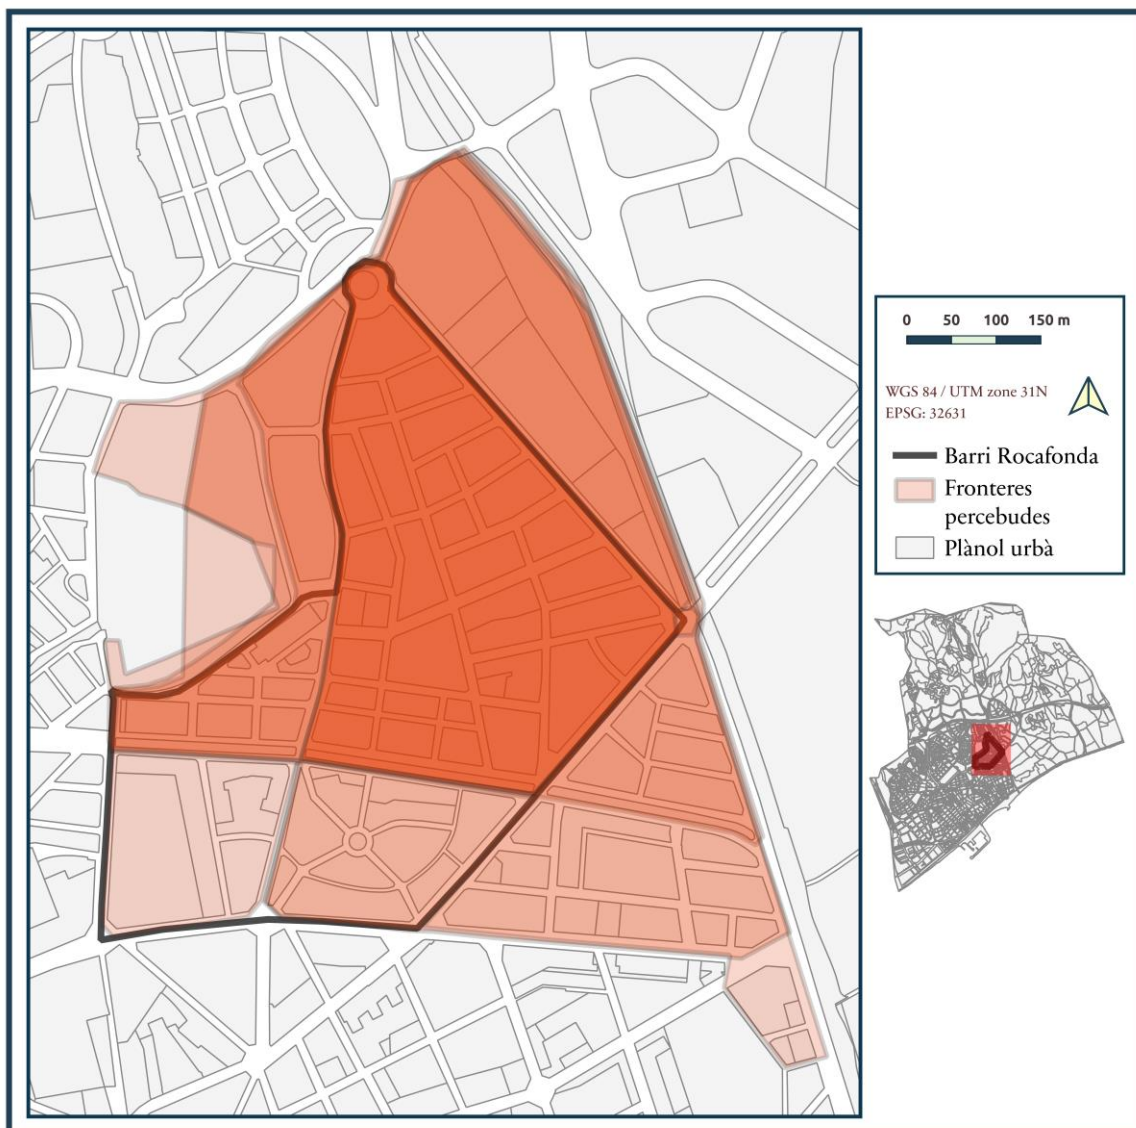 0 50 100 150 m
WGS 84 / UTM zone 31N
EPSG: 32631
Barri Rocafonda
Fronteres
percebudes
Plànol urbà